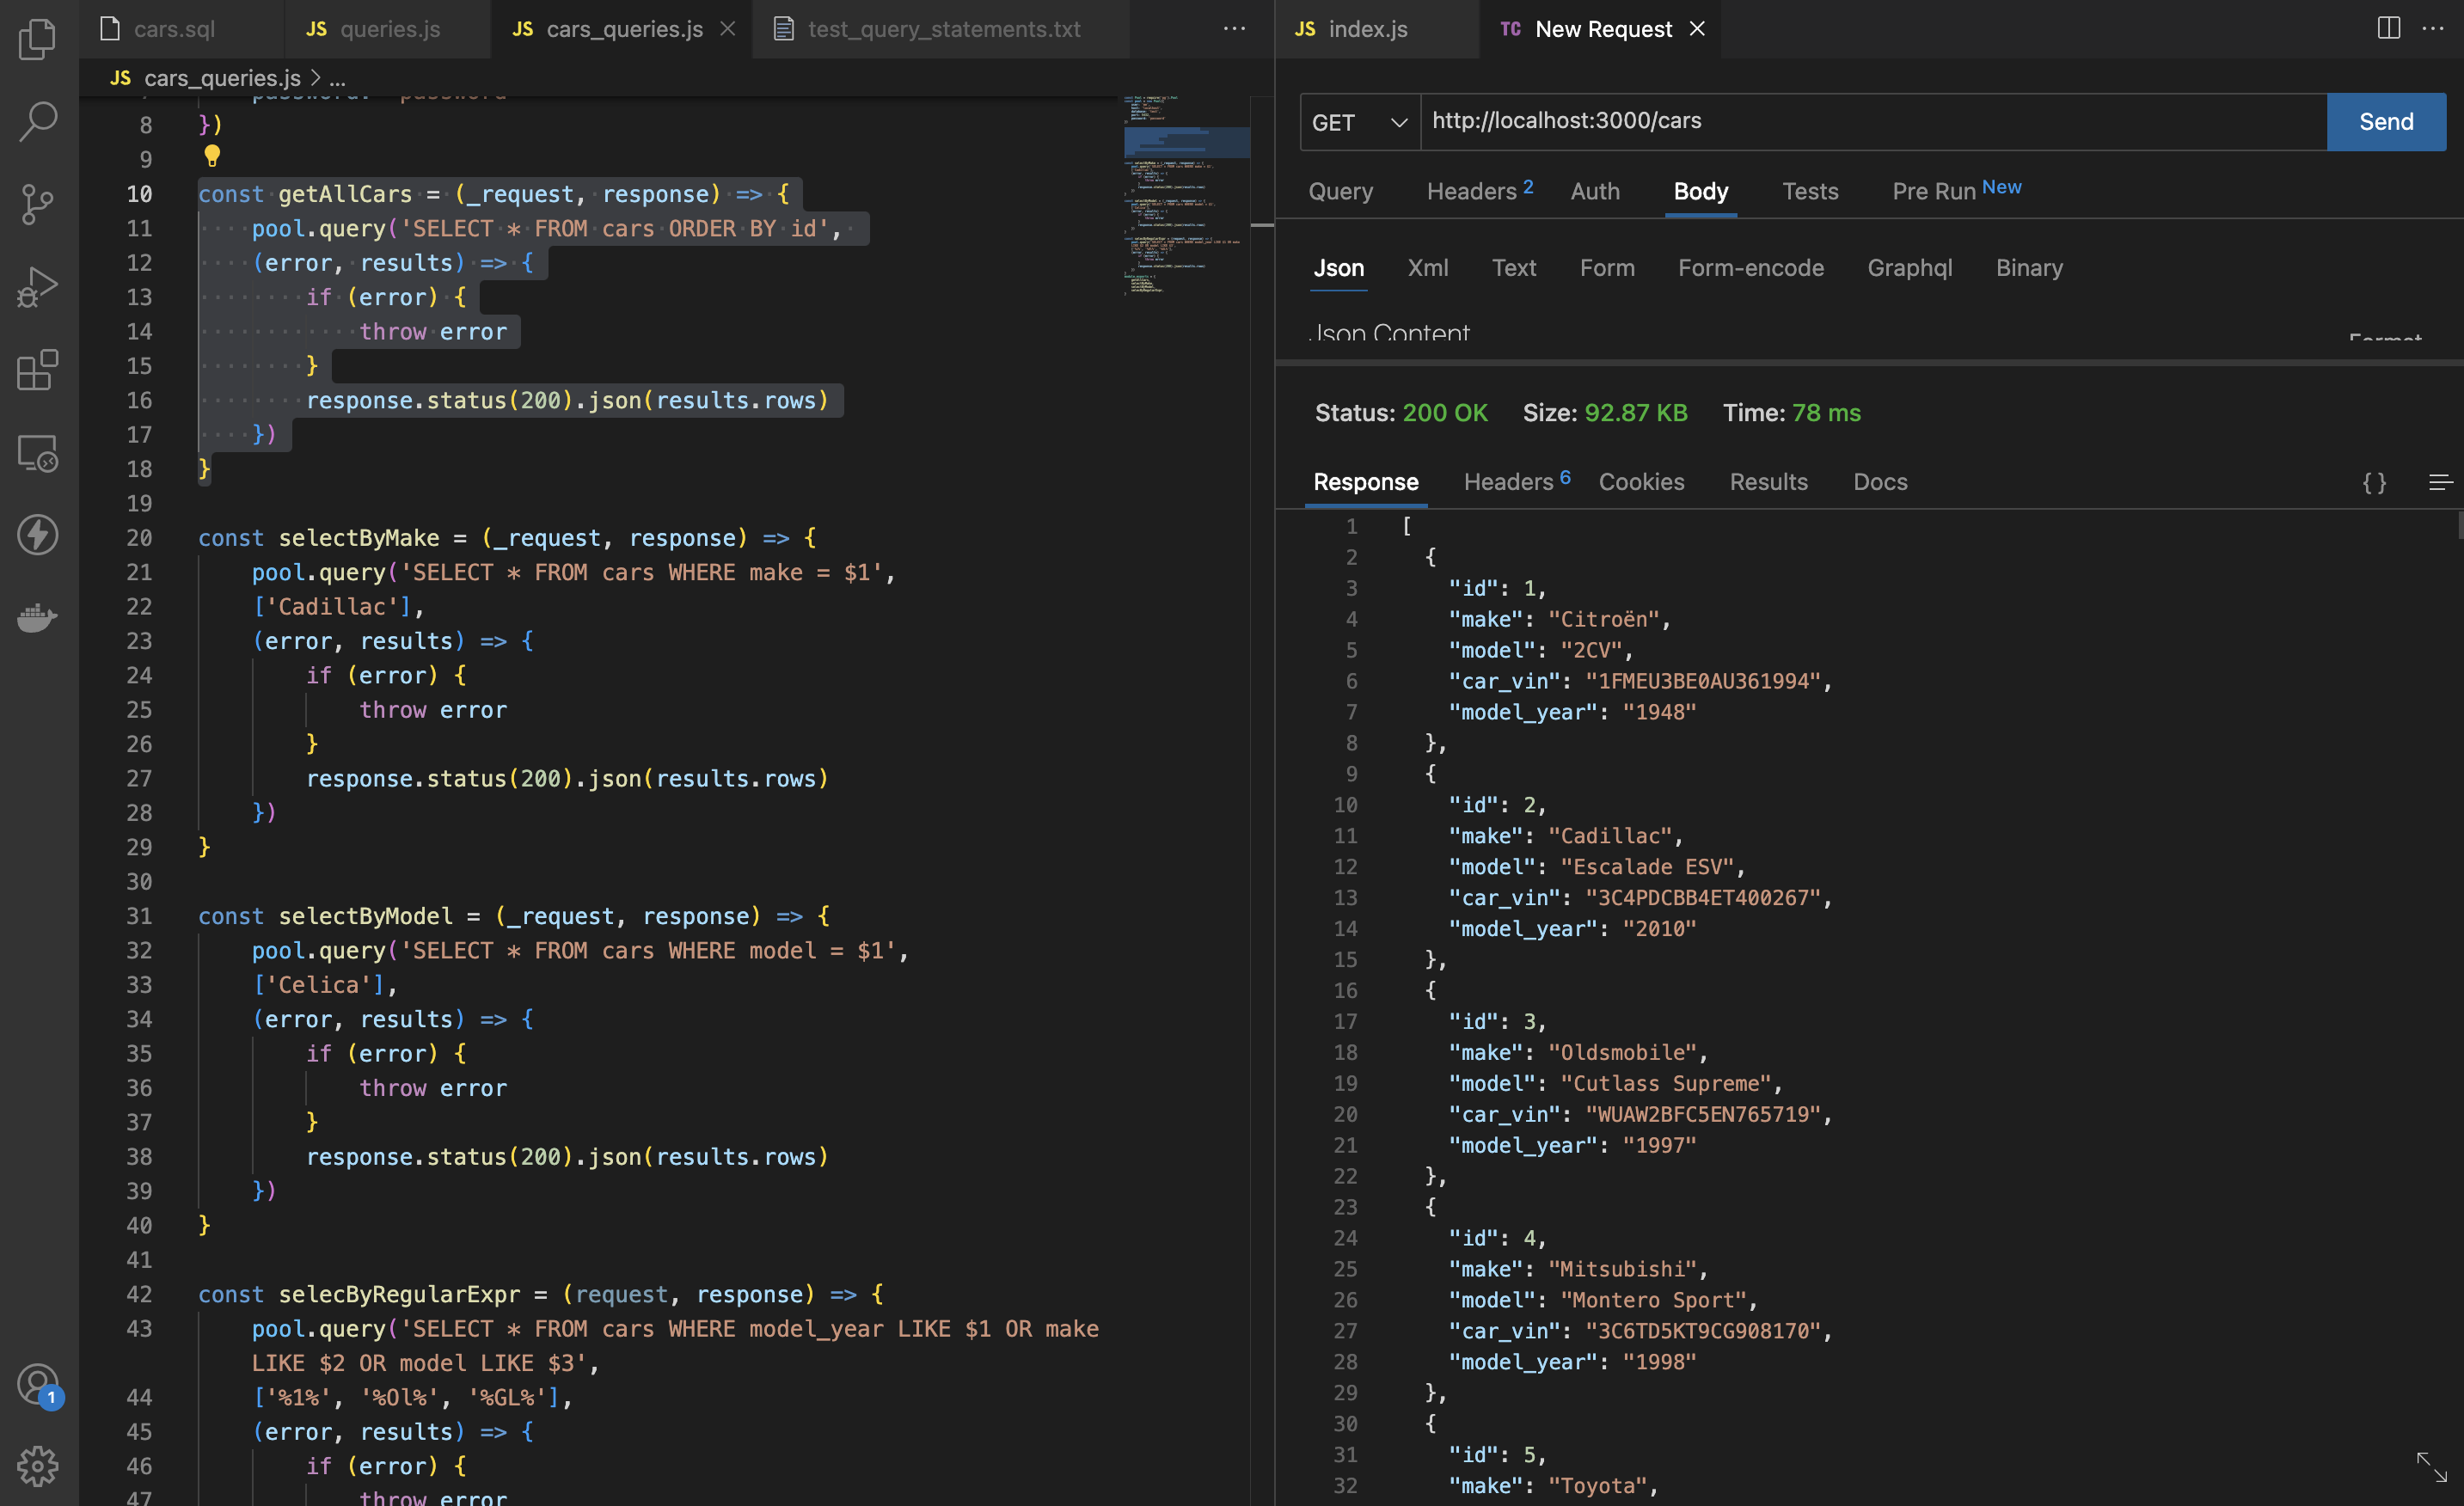 cars.sql
JS queries.js
JS cars_queries.js
test_query_statements.txt
JS index.js
TC New Request
JS cars_queries.js > ...
8 })
9
10 const getAllCars = (_request, response) => {
11 pool.query('SELECT * FROM cars ORDER BY id',
12 (error, results) => {
13 if (error) {
14 throw error
15 }
16 response.status(200).json(results.rows)
17 })
18 }
19
20 const selectByMake = (_request, response) => {
21 pool.query('SELECT * FROM cars WHERE make = $1',
22 ['Cadillac'],
23 (error, results) => {
24 if (error) {
25 throw error
26 }
27 response.status(200).json(results.rows)
28 })
29 }
30
31 const selectByModel = (_request, response) => {
32 pool.query('SELECT * FROM cars WHERE model = $1',
33 ['Celica'],
34 (error, results) => {
35 if (error) {
36 throw error
37 }
38 response.status(200).json(results.rows)
39 })
40 }
41
42 const selecByRegularExpr = (request, response) => {
43 pool.query('SELECT * FROM cars WHERE model_year LIKE $1 OR make
LIKE $2 OR model LIKE $3',
44 ['%1%', '%Ol%', '%GL%'],
45 (error, results) => {
46 if (error) {
47 throw error
1
GET http://localhost:3000/cars Send
Query Headers 2 Auth Body Tests Pre Run New
Json Xml Text Form Form-encode Graphql Binary
Json Content Format
Status: 200 OK Size: 92.87 KB Time: 78 ms
Response Headers 6 Cookies Results Docs {}
1 [
2 {
3 "id": 1,
4 "make": "Citroën",
5 "model": "2CV",
6 "car_vin": "1FMEU3BE0AU361994",
7 "model_year": "1948"
8 },
9 {
10 "id": 2,
11 "make": "Cadillac",
12 "model": "Escalade ESV",
13 "car_vin": "3C4PDCBB4ET400267",
14 "model_year": "2010"
15 },
16 {
17 "id": 3,
18 "make": "Oldsmobile",
19 "model": "Cutlass Supreme",
20 "car_vin": "WUAW2BFC5EN765719",
21 "model_year": "1997"
22 },
23 {
24 "id": 4,
25 "make": "Mitsubishi",
26 "model": "Montero Sport",
27 "car_vin": "3C6TD5KT9CG908170",
28 "model_year": "1998"
29 },
30 {
31 "id": 5,
32 "make": "Toyota",